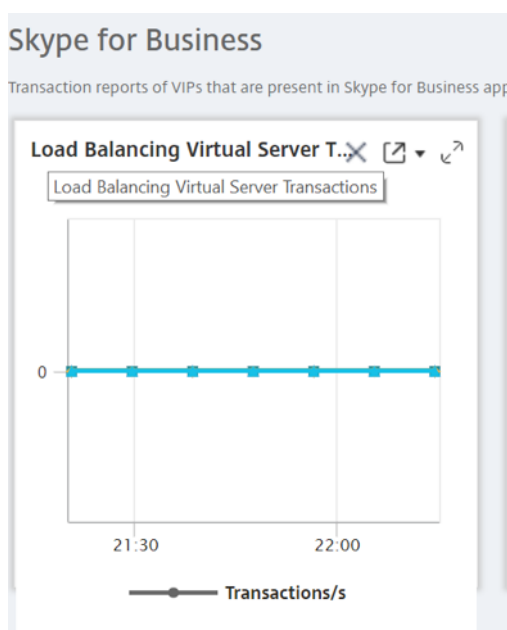 Skype for Business
Transaction reports of VIPs that are present in Skype for Business app
Load Balancing Virtual Server T...
Load Balancing Virtual Server Transactions
0
21:30 22:00
Transactions/s